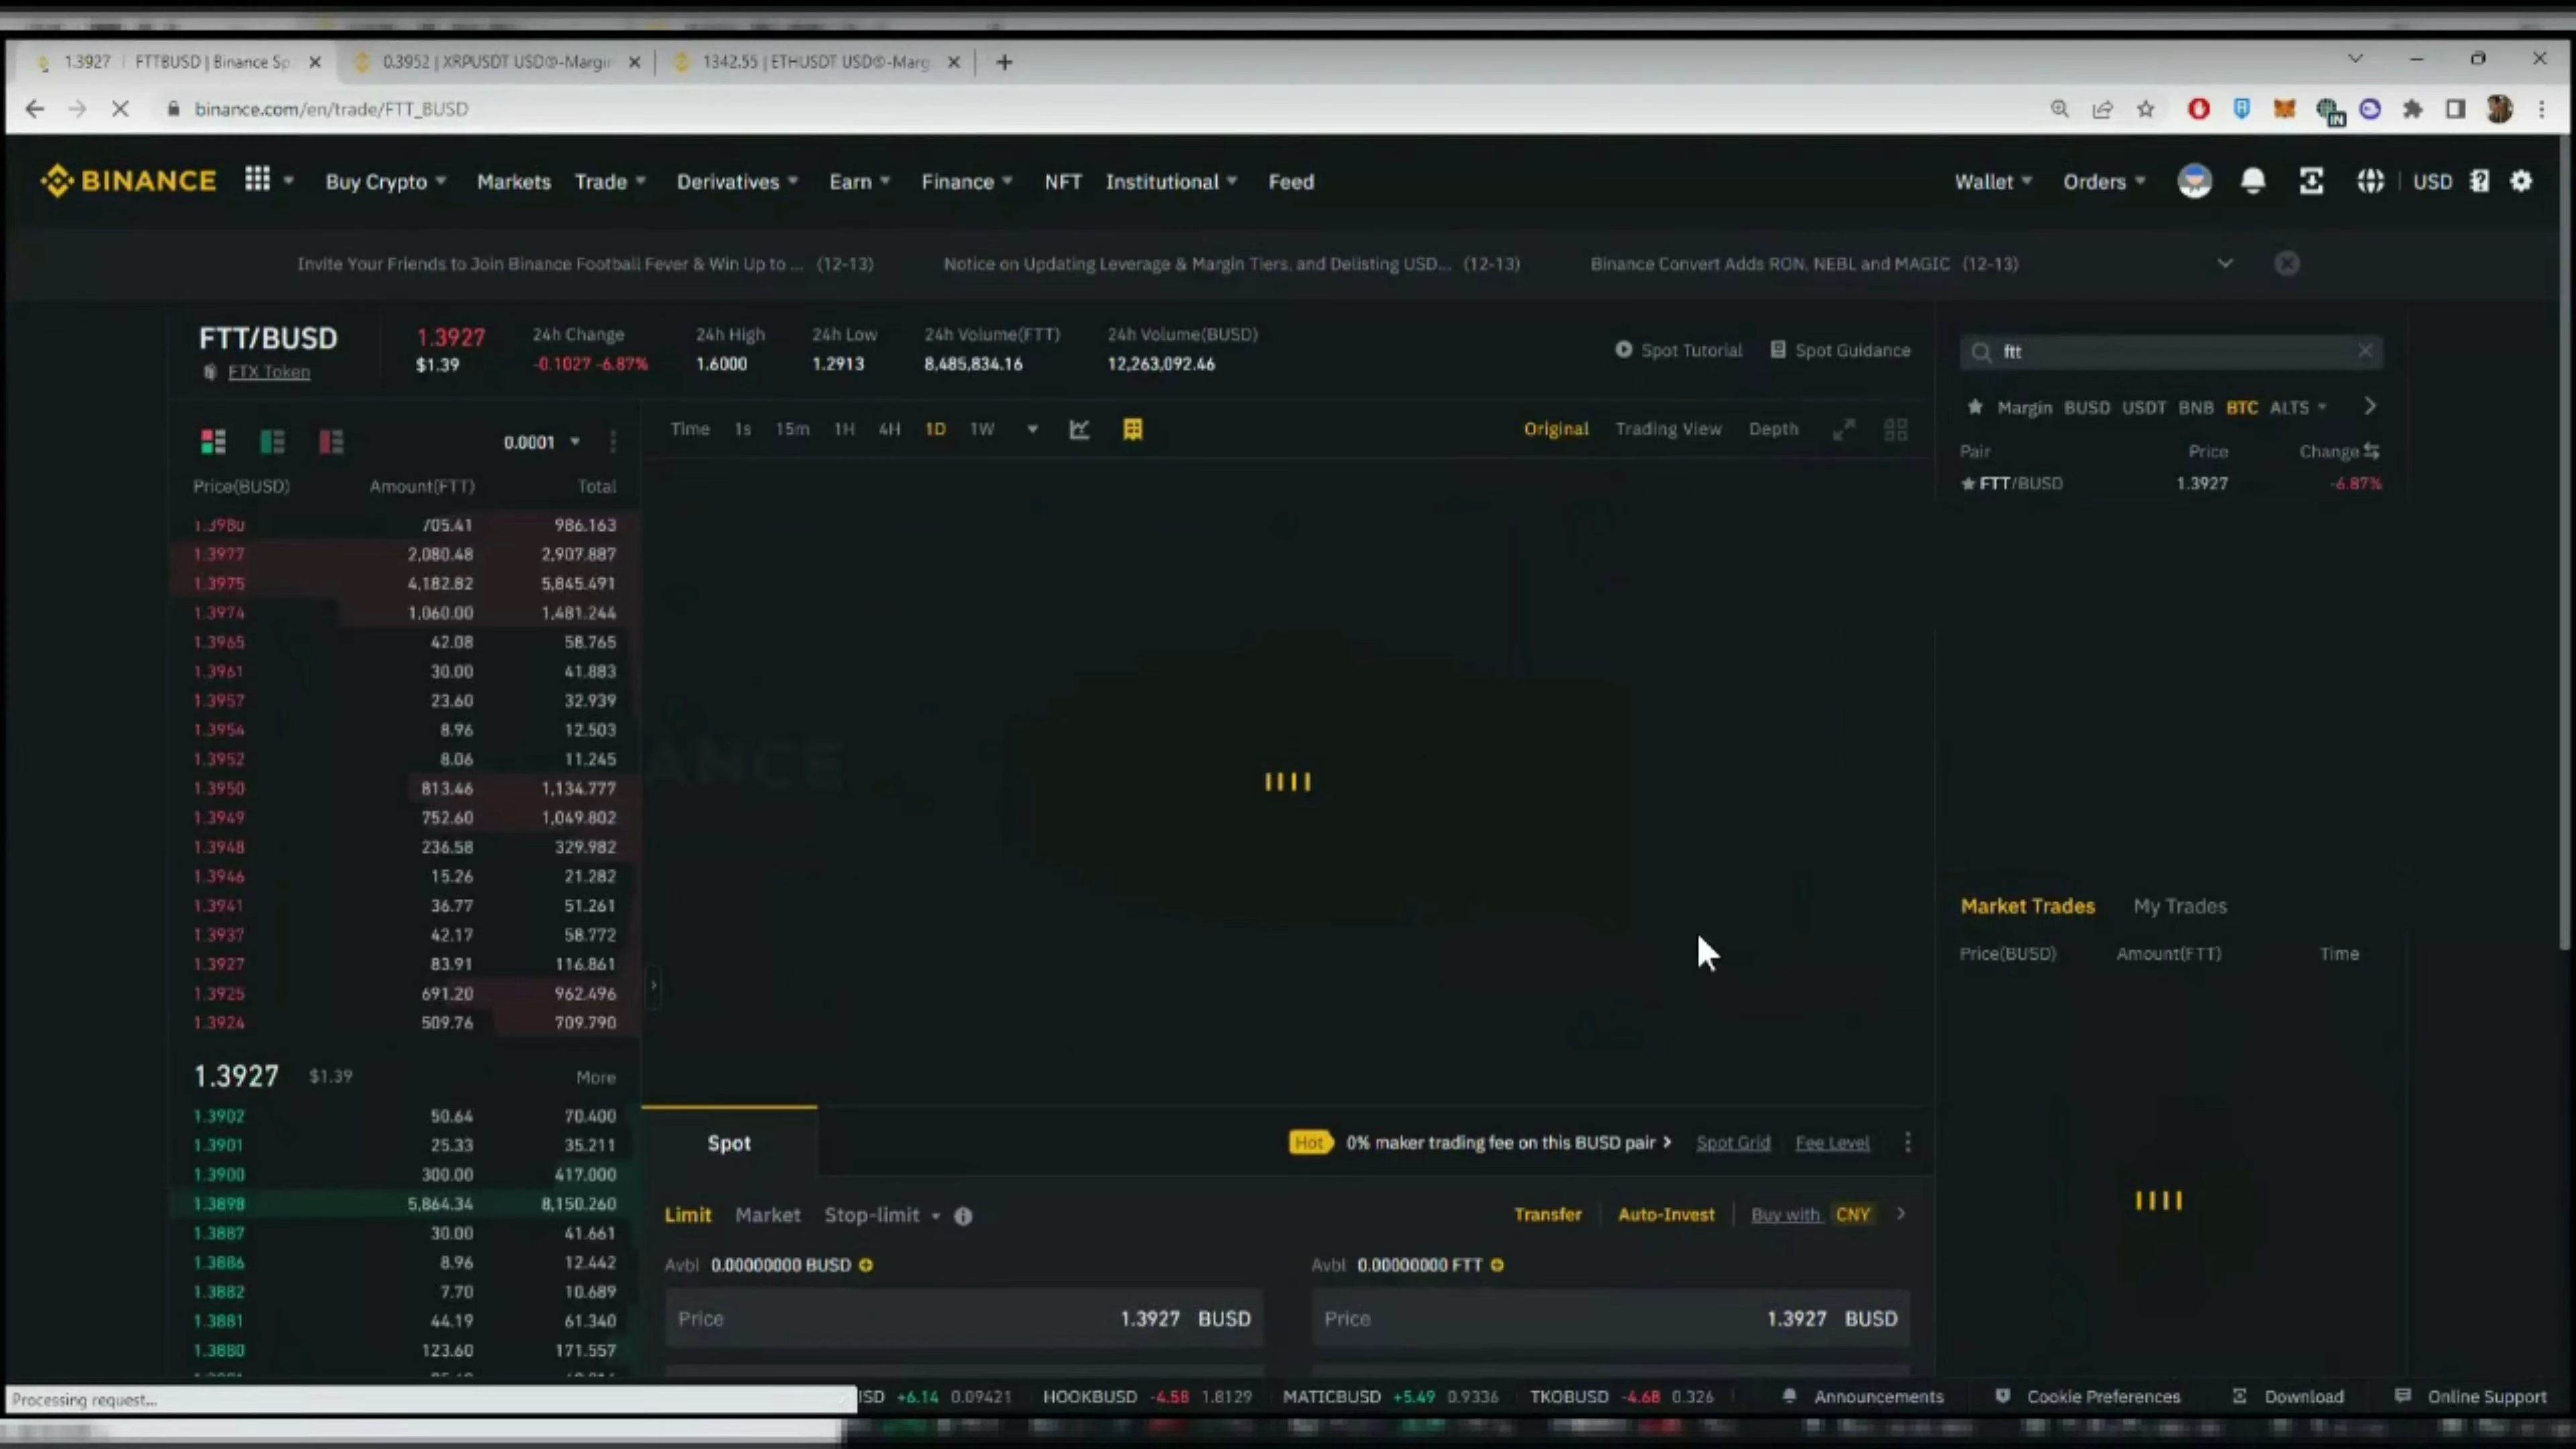 1.3927 | FTTBUSD | Binance Sp
0.3952 | XRPUSDT USD®-Margin
1342.55 | ETHUSDT USD®-Marg
binance.com/en/trade/FTT_BUSD
IN
BINANCE Buy Crypto Markets Trade Derivatives Earn Finance NFT Institutional Feed Wallet Orders USD
Invite Your Friends to Join Binance Football Fever & Win Up to ... (12-13) Notice on Updating Leverage & Margin Tiers, and Delisting USD... (12-13) Binance Convert Adds RON, NEBL and MAGIC (12-13)
FTT/BUSD 1.3927 24h Change 24h High 24h Low 24h Volume(FTT) 24h Volume(BUSD)
FTX Token $1.39 -0.1027 -6.87% 1.6000 1.2913 8,485,834.16 12,263,092.46
Spot Tutorial Spot Guidance
ftt
Margin BUSD USDT BNB BTC ALTS
Pair Price Change
FTT/BUSD 1.3927 -6.87%
0.0001
Time 1s 15m 1H 4H 1D 1W
Original Trading View Depth
Price(BUSD) Amount(FTT) Total
1.3980 705.41 986.163
1.3977 2,080.48 2,907.887
1.3975 4,182.82 5,845.491
1.3974 1,060.00 1,481.244
1.3965 42.08 58.765
1.3961 30.00 41.883
1.3957 23.60 32.939
1.3954 8.96 12.503
1.3952 8.06 11.245
1.3950 813.46 1,134.777
1.3949 752.60 1,049.802
1.3948 236.58 329.982
1.3946 15.26 21.282
1.3941 36.77 51.261
1.3937 42.17 58.772
1.3927 83.91 116.861
1.3925 691.20 962.496
1.3924 509.76 709.790
1.3927 $1.39 More
1.3902 50.64 70.400
1.3901 25.33 35.211
1.3900 300.00 417.000
1.3898 5,864.34 8,150.260
1.3887 30.00 41.661
1.3886 8.96 12.442
1.3882 7.70 10.689
1.3881 44.19 61.340
1.3880 123.60 171.557
ANCE
Market Trades My Trades
Price(BUSD) Amount(FTT) Time
Spot
Hot 0% maker trading fee on this BUSD pair Spot Grid Fee Level
Limit Market Stop-limit
Transfer Auto-Invest Buy with CNY
Avbl 0.00000000 BUSD
Avbl 0.00000000 FTT
Price 1.3927 BUSD
Price 1.3927 BUSD
Processing request...
ISD +6.14 0.09421 HOOKBUSD -4.58 1.8129 MATICBUSD +5.49 0.9336 TKOBUSD -4.68 0.326
Announcements Cookie Preferences Download Online Support